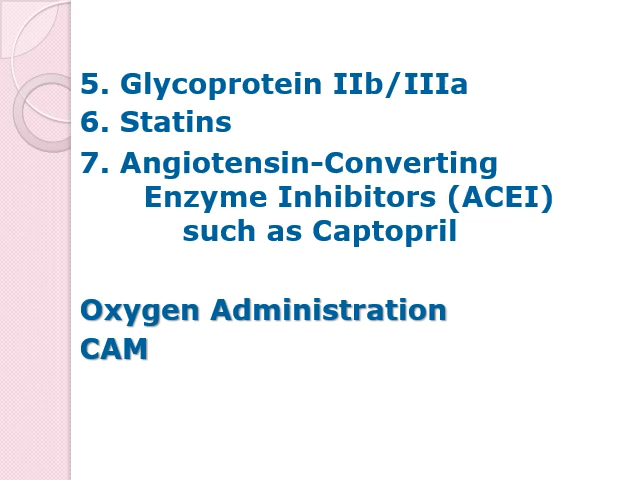 5. Glycoprotein IIb/IIIa
6. Statins
7. Angiotensin-Converting
Enzyme Inhibitors (ACEI)
such as Captopril
Oxygen Administration
CAM